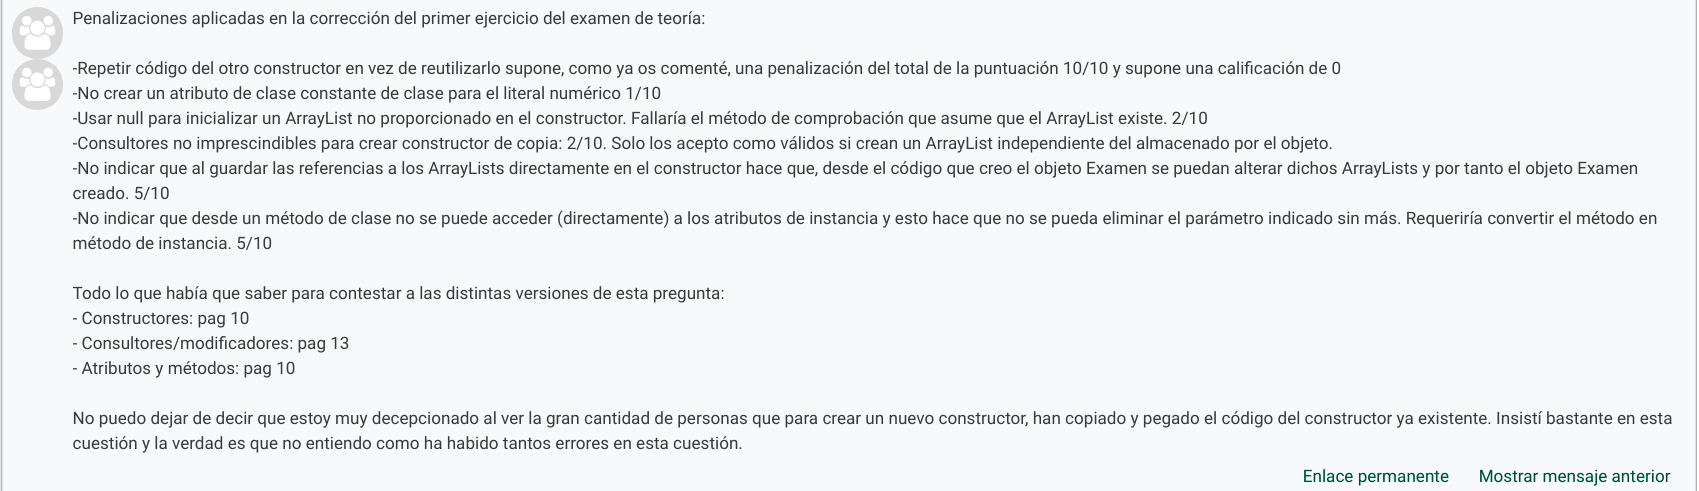 Penalizaciones aplicadas en la corrección del primer ejercicio del examen de teoría:
-Repetir código del otro constructor en vez de reutilizarlo supone, como ya os comenté, una penalización del total de la puntuación 10/10 y supone una calificación de 0
-No crear un atributo de clase constante de clase para el literal numérico 1/10
-Usar null para inicializar un ArrayList no proporcionado en el constructor. Fallaría el método de comprobación que asume que el ArrayList existe. 2/10
-Consultores no imprescindibles para crear constructor de copia: 2/10. Solo los acepto como válidos si crean un ArrayList independiente del almacenado por el objeto.
-No indicar que al guardar las referencias a los ArrayLists directamente en el constructor hace que, desde el código que creo el objeto Examen se puedan alterar dichos ArrayLists y por tanto el objeto Examen
creado. 5/10
-No indicar que desde un método de clase no se puede acceder (directamente) a los atributos de instancia y esto hace que no se pueda eliminar el parámetro indicado sin más. Requeriría convertir el método en
método de instancia. 5/10
Todo lo que había que saber para contestar a las distintas versiones de esta pregunta:
- Constructores: pag 10
- Consultores/modificadores: pag 13
- Atributos y métodos: pag 10
No puedo dejar de decir que estoy muy decepcionado al ver la gran cantidad de personas que para crear un nuevo constructor, han copiado y pegado el código del constructor ya existente. Insistí bastante en esta
cuestión y la verdad es que no entiendo como ha habido tantos errores en esta cuestión.
Enlace permanente Mostrar mensaje anterior